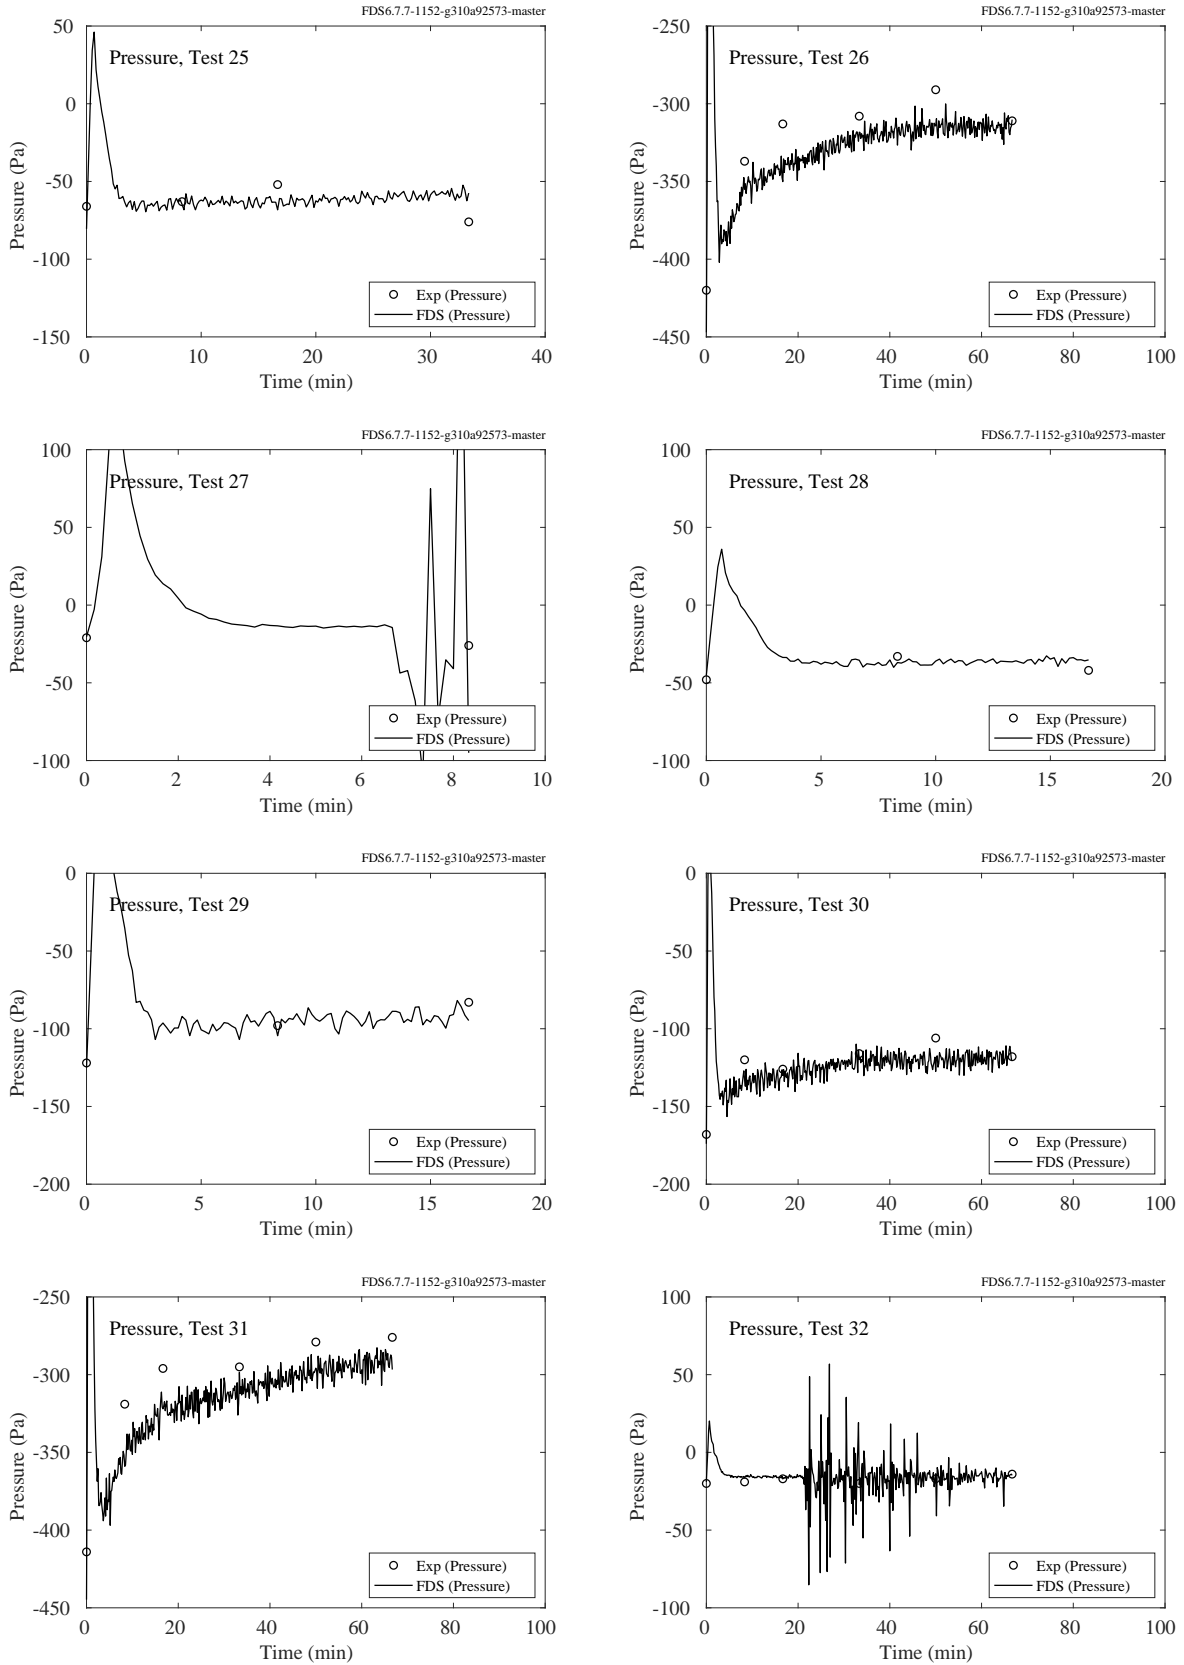 FDS6.7.7-1152-g310a92573-master
Pressure, Test 25
50
0
-50
-100
-150
Pressure (Pa)
Exp (Pressure)
FDS (Pressure)
0 10 20 30 40
Time (min)
FDS6.7.7-1152-g310a92573-master
Pressure, Test 26
-250
-300
-350
-400
-450
Pressure (Pa)
Exp (Pressure)
FDS (Pressure)
0 20 40 60 80 100
Time (min)
FDS6.7.7-1152-g310a92573-master
Pressure, Test 27
100
50
0
-50
-100
Pressure (Pa)
Exp (Pressure)
FDS (Pressure)
0 2 4 6 8 10
Time (min)
FDS6.7.7-1152-g310a92573-master
Pressure, Test 28
100
50
0
-50
-100
Pressure (Pa)
Exp (Pressure)
FDS (Pressure)
0 5 10 15 20
Time (min)
FDS6.7.7-1152-g310a92573-master
Pressure, Test 29
0
-50
-100
-150
-200
Pressure (Pa)
Exp (Pressure)
FDS (Pressure)
0 5 10 15 20
Time (min)
FDS6.7.7-1152-g310a92573-master
Pressure, Test 30
0
-50
-100
-150
-200
Pressure (Pa)
Exp (Pressure)
FDS (Pressure)
0 20 40 60 80 100
Time (min)
FDS6.7.7-1152-g310a92573-master
Pressure, Test 31
-250
-300
-350
-400
-450
Pressure (Pa)
Exp (Pressure)
FDS (Pressure)
0 20 40 60 80 100
Time (min)
FDS6.7.7-1152-g310a92573-master
Pressure, Test 32
100
50
0
-50
-100
Pressure (Pa)
Exp (Pressure)
FDS (Pressure)
0 20 40 60 80 100
Time (min)